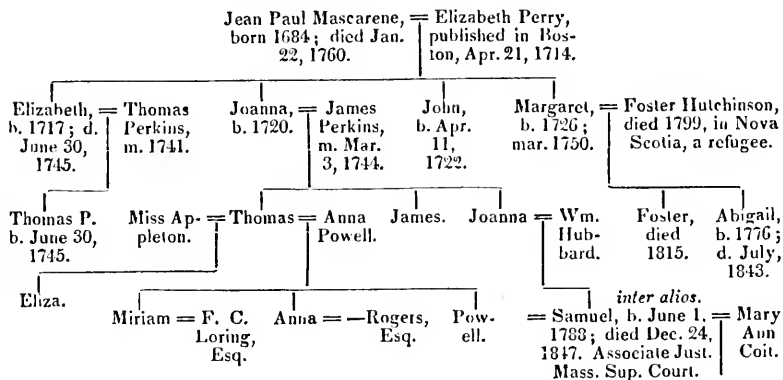 Jean Paul Mascarene, = Elizabeth Perry,
born 1684; died Jan. published in Bos-
22, 1760. ton, Apr. 21, 1714.
Elizabeth, = Thomas Joanna, = James John, Margaret, = Foster Hutchinson,
b. 1717; d. Perkins, b. 1720. Perkins, b. Apr. b. 1726; died 1799, in Nova
June 30, m. 1741. m. Mar. 11, mar. 1750. Scotia, a refugee.
1745. 3, 1744. 1722.
Thomas P. Miss Ap- = Thomas = Anna James. Joanna = Wm. Foster, Abigail,
b. June 30, pleton. Powell. Hub- died b. 1776;
1745. bard. 1815. d. July,
1843.
Eliza. inter alios.
Miriam = F. C. Anna = —Rogers, Pow- = Samuel, b. June 1, = Mary
Loring, Esq. ell. 1788; died Dec. 24, Ann
Esq. 1847. Associate Just. Coit.
Mass. Sup. Court.